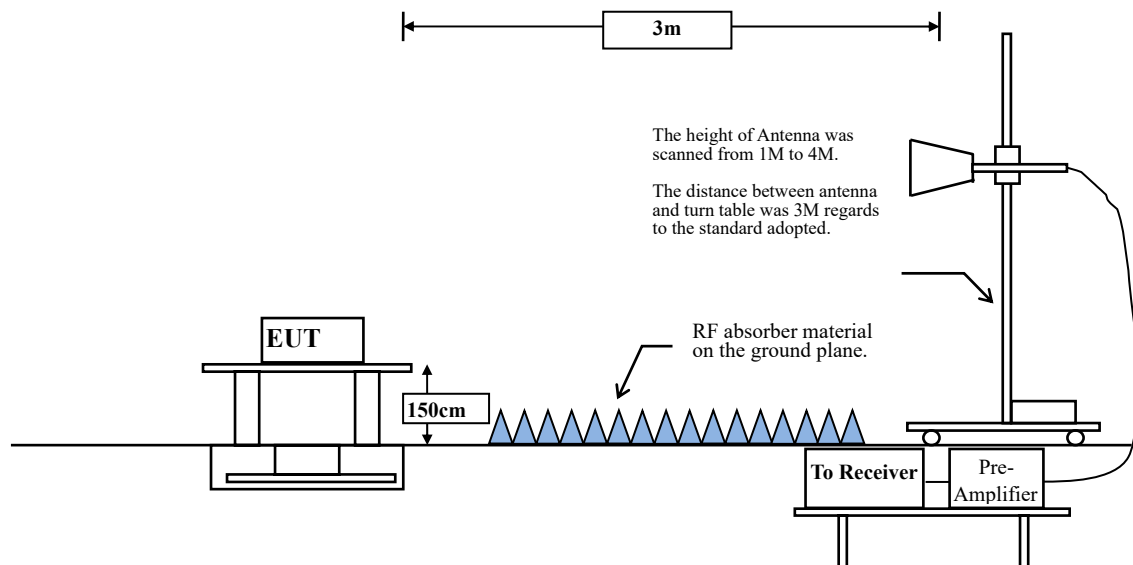 3m
The height of Antenna was
scanned from 1M to 4M.
The distance between antenna
and turn table was 3M regards
to the standard adopted.
EUT
RF absorber material
on the ground plane.
150cm
To Receiver
Pre-
Amplifier